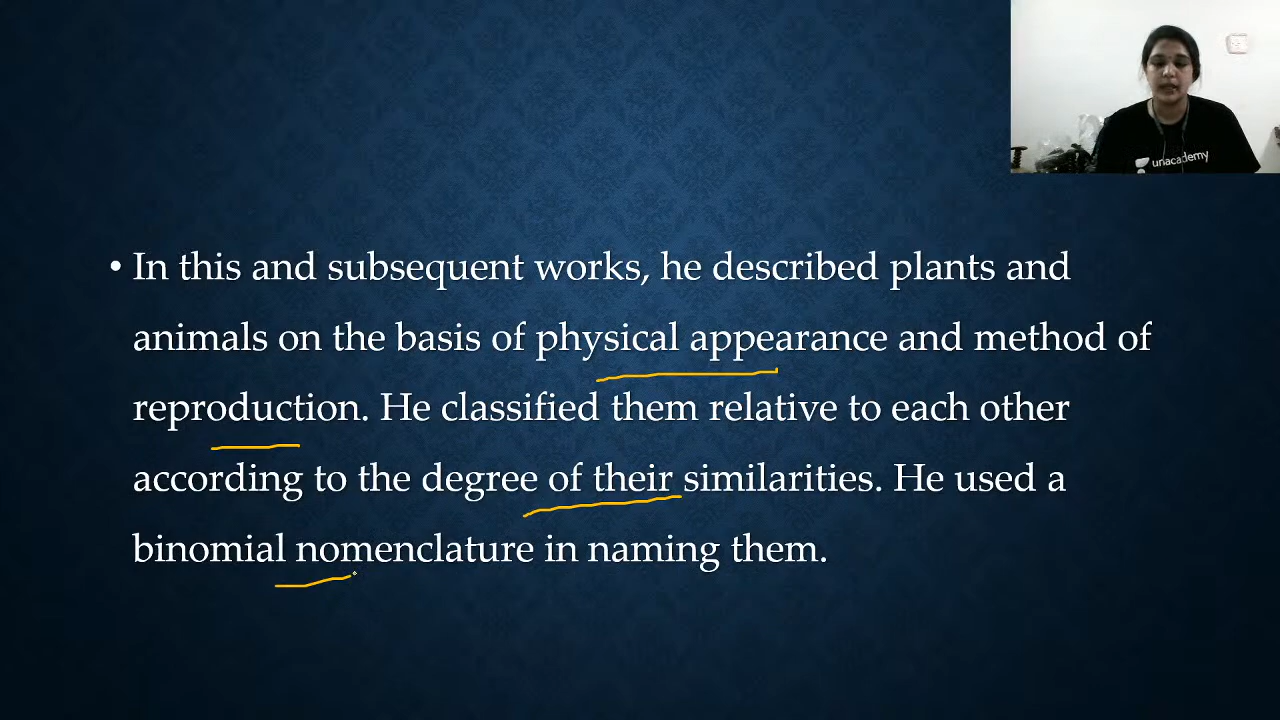 unacademy
• In this and subsequent works, he described plants and
animals on the basis of physical appearance and method of
reproduction. He classified them relative to each other
according to the degree of their similarities. He used a
binomial nomenclature in naming them.